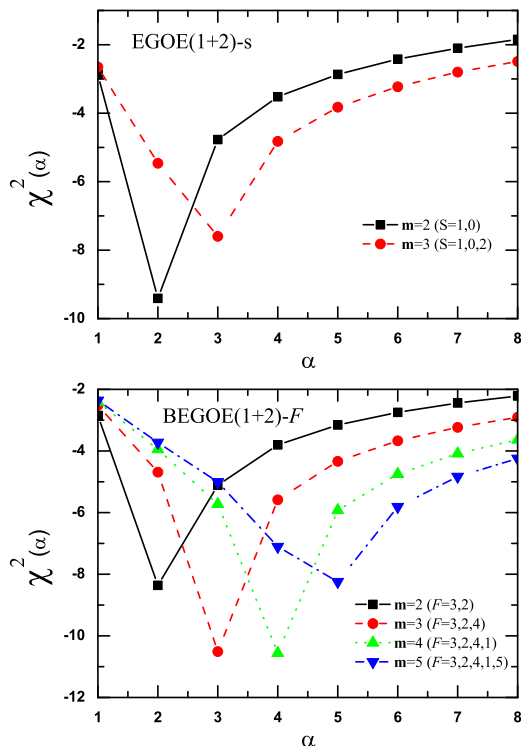 EGOE(1+2)-s
-2
-4
-6
-8
-10
χ²(α)
m=2 (S=1,0)
m=3 (S=1,0,2)
1 2 3 4 5 6 7 8
α
BEGOE(1+2)-F
-2
-4
-6
-8
-10
-12
χ²(α)
m=2 (F=3,2)
m=3 (F=3,2,4)
m=4 (F=3,2,4,1)
m=5 (F=3,2,4,1,5)
1 2 3 4 5 6 7 8
α